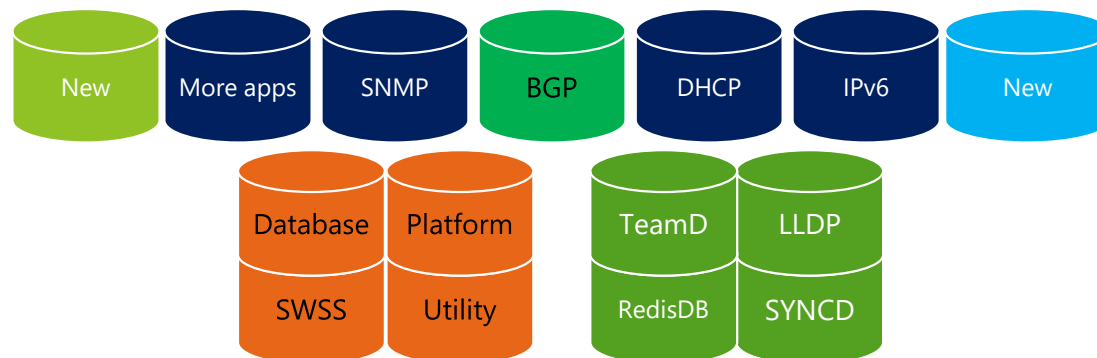 New
More apps
SNMP
BGP
DHCP
IPv6
New
Database
Platform
TeamD
LLDP
SWSS
Utility
RedisDB
SYNCD